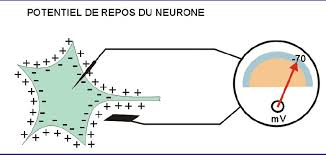 POTENTIEL DE REPOS DU NEURONE
-70
mV